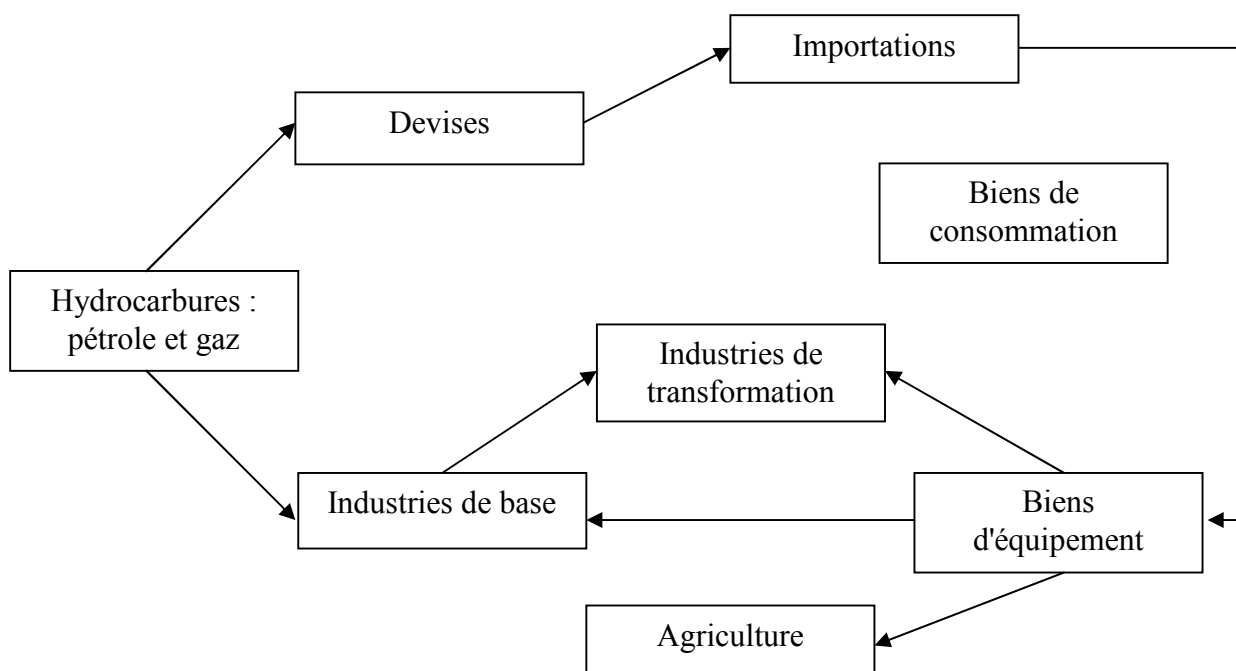 Importations
Devises
Biens de
consommation
Hydrocarbures :
pétrole et gaz
Industries de
transformation
Industries de base
Biens
d'équipement
Agriculture